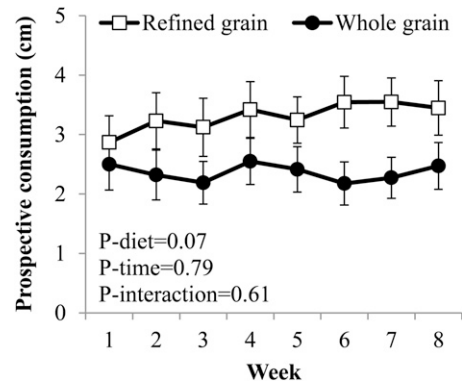 Refined grain Whole grain
Prospective consumption (cm)
5
4
3
2
1
0
P-diet=0.07
P-time=0.79
P-interaction=0.61
1 2 3 4 5 6 7 8
Week